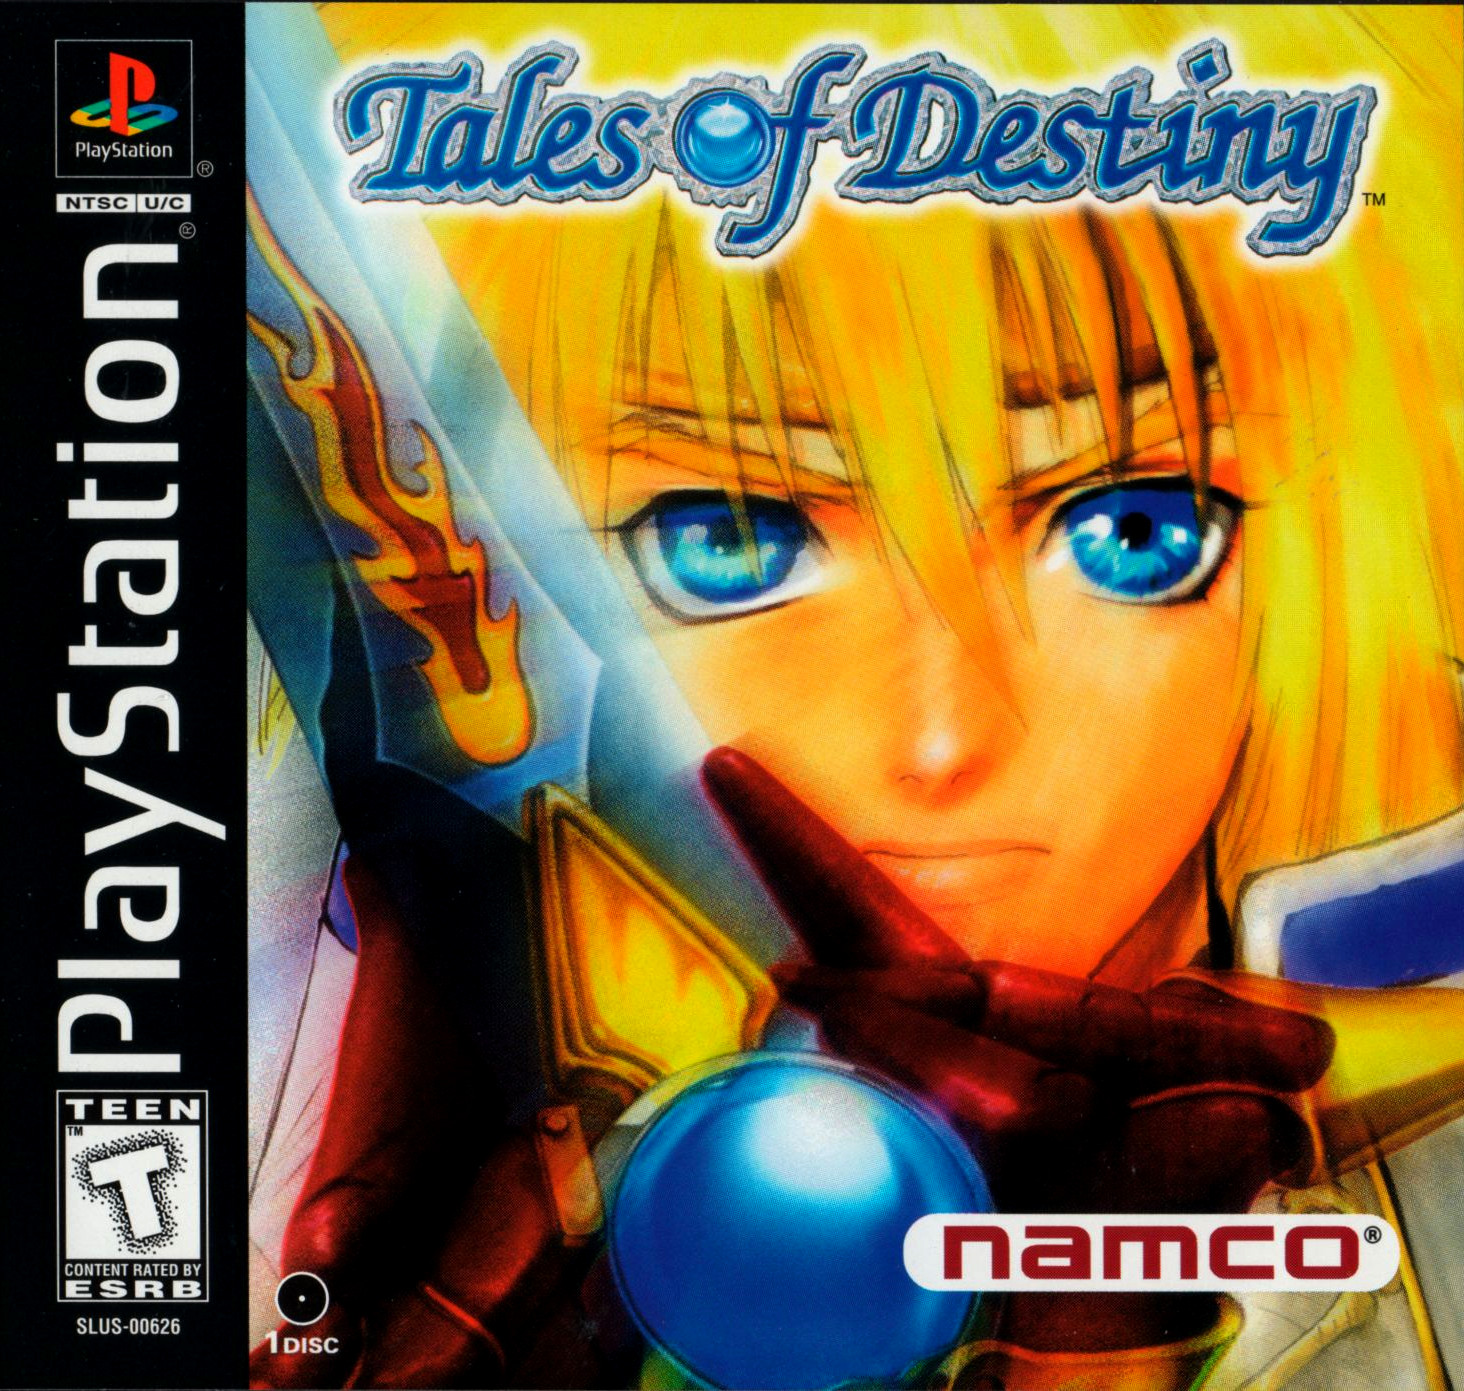 PlayStation
®
NTSC U/C
PlayStation®
TEEN
TM
T
CONTENT RATED BY
ESRB
SLUS-00626
1 DISC
Tales of Destiny
TM
namco®